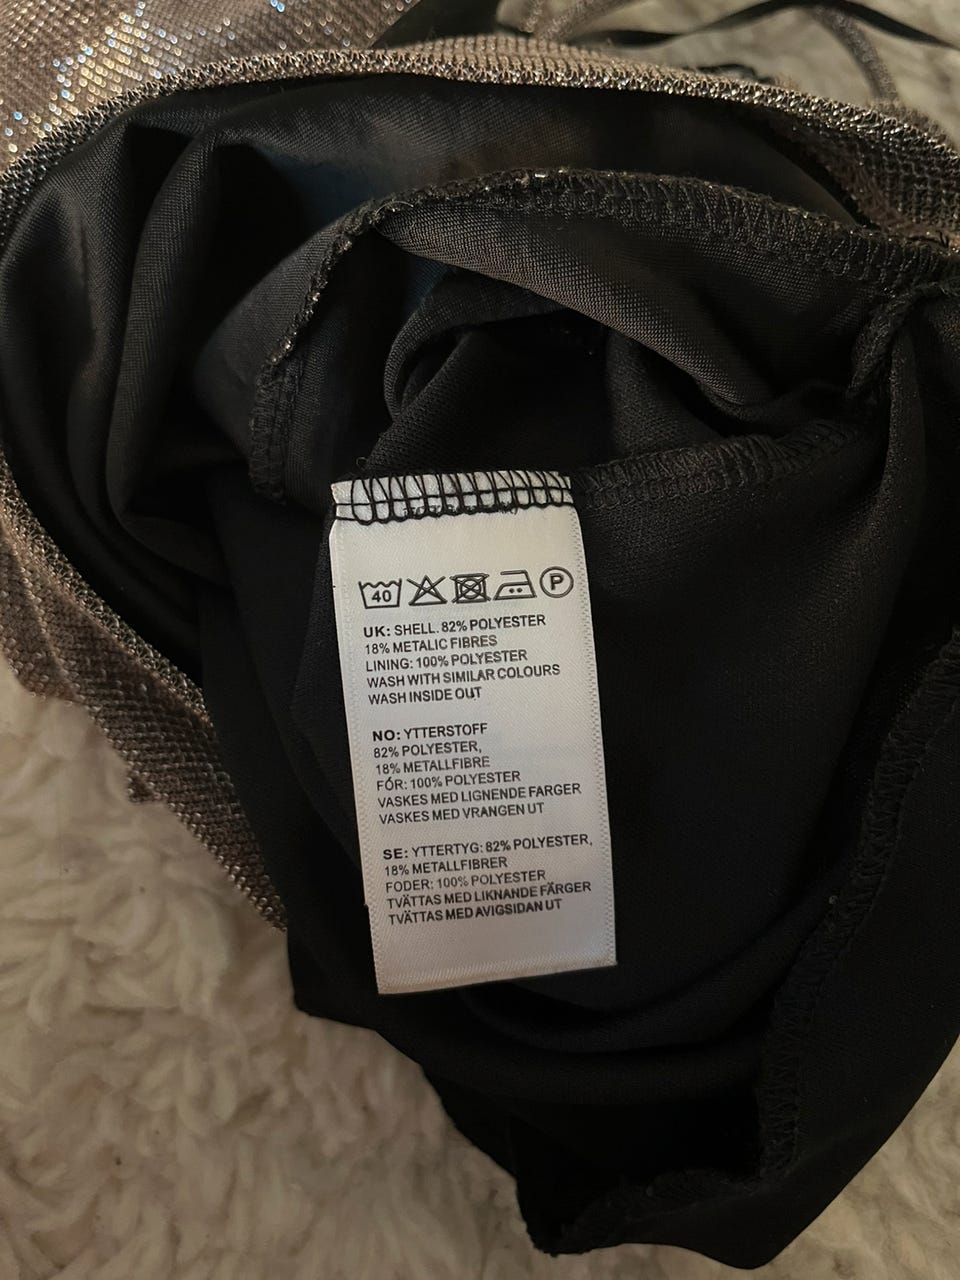 40 P
UK: SHELL. 82% POLYESTER
18% METALIC FIBRES
LINING: 100% POLYESTER
WASH WITH SIMILAR COLOURS
WASH INSIDE OUT
NO: YTTERSTOFF
82% POLYESTER,
18% METALLFIBRE
FÓR: 100% POLYESTER
VASKES MED LIGNENDE FARGER
VASKES MED VRANGEN UT
SE: YTTERTYG: 82% POLYESTER,
18% METALLFIBRER
FODER: 100% POLYESTER
TVÄTTAS MED LIKNANDE FÄRGER
TVÄTTAS MED AVIGSIDAN UT